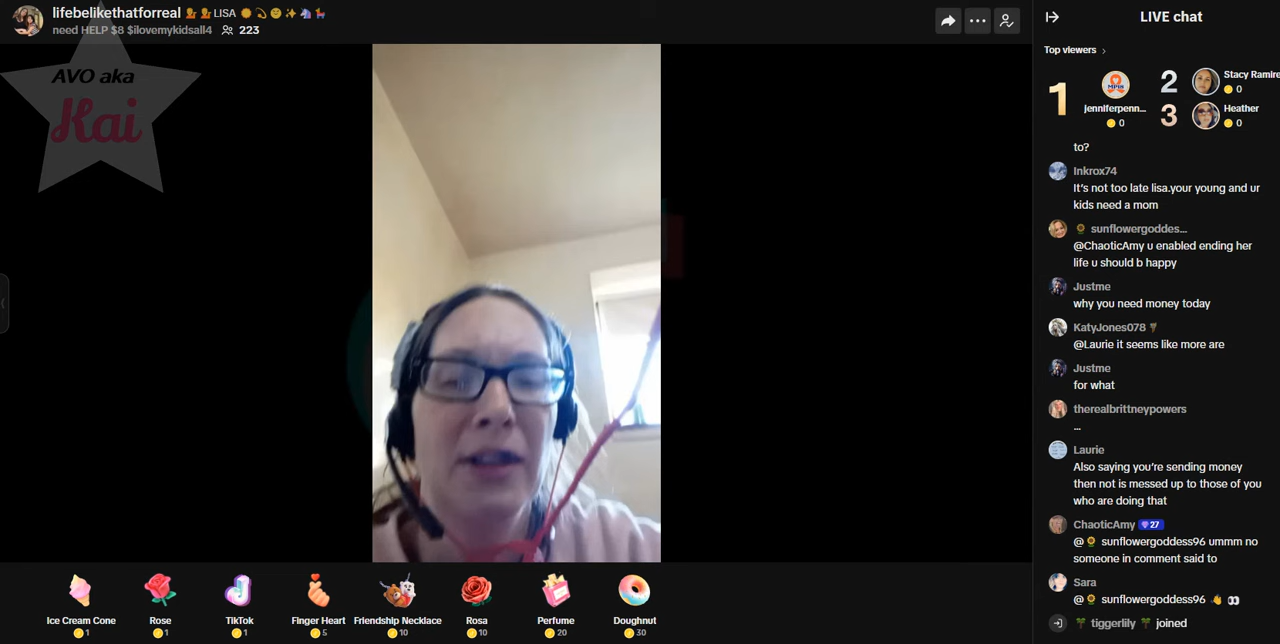 lifebelikethatforreal 💁 💁 LISA 🌞 💫 🌝 ✨ 🦄 🎠
need HELP $8 $ilovemykidsall4 223
AVO aka
Kai
LIVE chat
Top viewers ›
1
jenniferpenn...
0
2
Stacy Ramire
0
3
Heather
0
to?
Inkrox74
It's not too late lisa.your young and ur
kids need a mom
🌻 sunflowergoddes...
@ChaoticAmy u enabled ending her
life u should b happy
Justme
why you need money today
KatyJones078
@Laurie it seems like more are
Justme
for what
therealbrittneypowers
...
Laurie
Also saying you're sending money
then not is messed up to those of you
who are doing that
ChaoticAmy 27
@🌻 sunflowergoddess96 ummm no
someone in comment said to
Sara
@🌻 sunflowergoddess96 👋 👀
🌴 tiggerlily 🌴 joined
Ice Cream Cone
1
Rose
1
TikTok
1
Finger Heart
5
Friendship Necklace
10
Rosa
10
Perfume
20
Doughnut
30